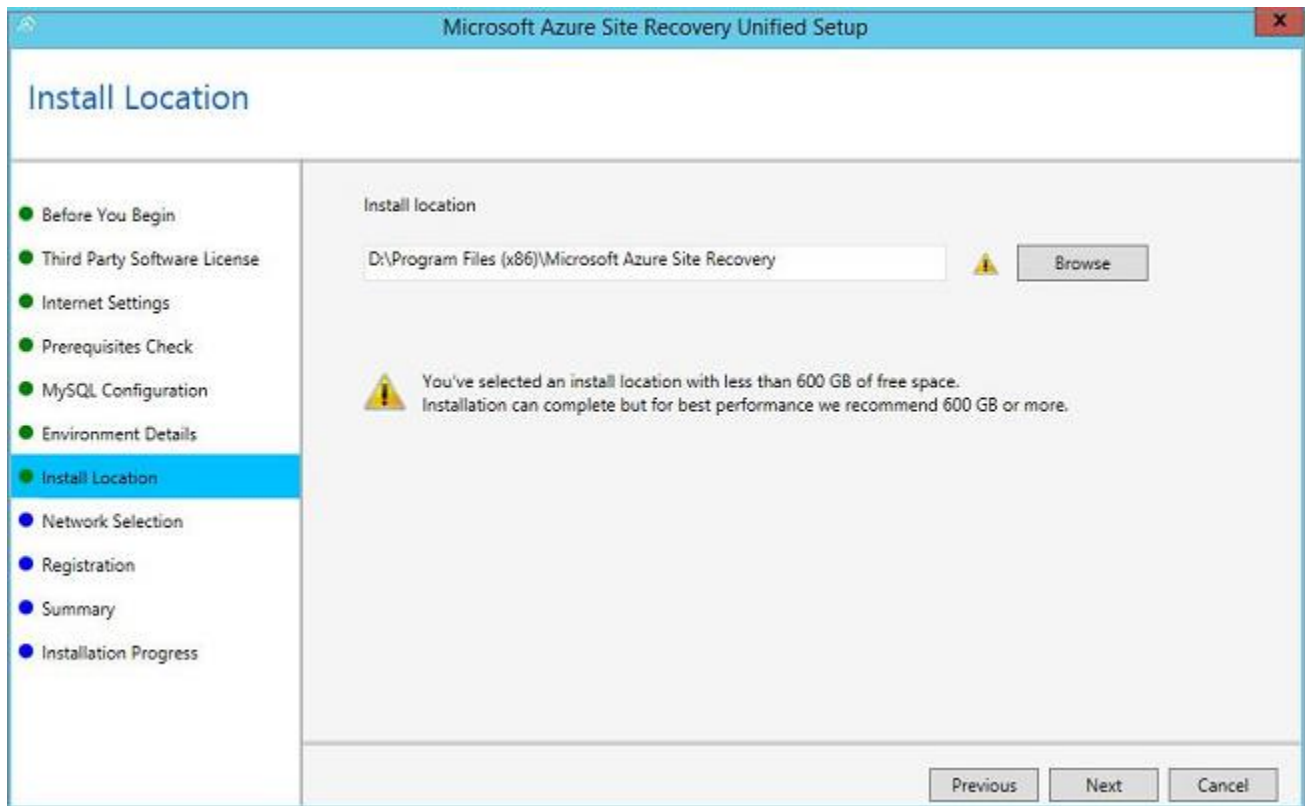 Microsoft Azure Site Recovery Unified Setup
x
Install Location
Before You Begin
Third Party Software License
Internet Settings
Prerequisites Check
MySQL Configuration
Environment Details
Install Location
Network Selection
Registration
Summary
Installation Progress
Install location
D:\Program Files (x86)\Microsoft Azure Site Recovery
Browse
You've selected an install location with less than 600 GB of free space.
Installation can complete but for best performance we recommend 600 GB or more.
Previous
Next
Cancel